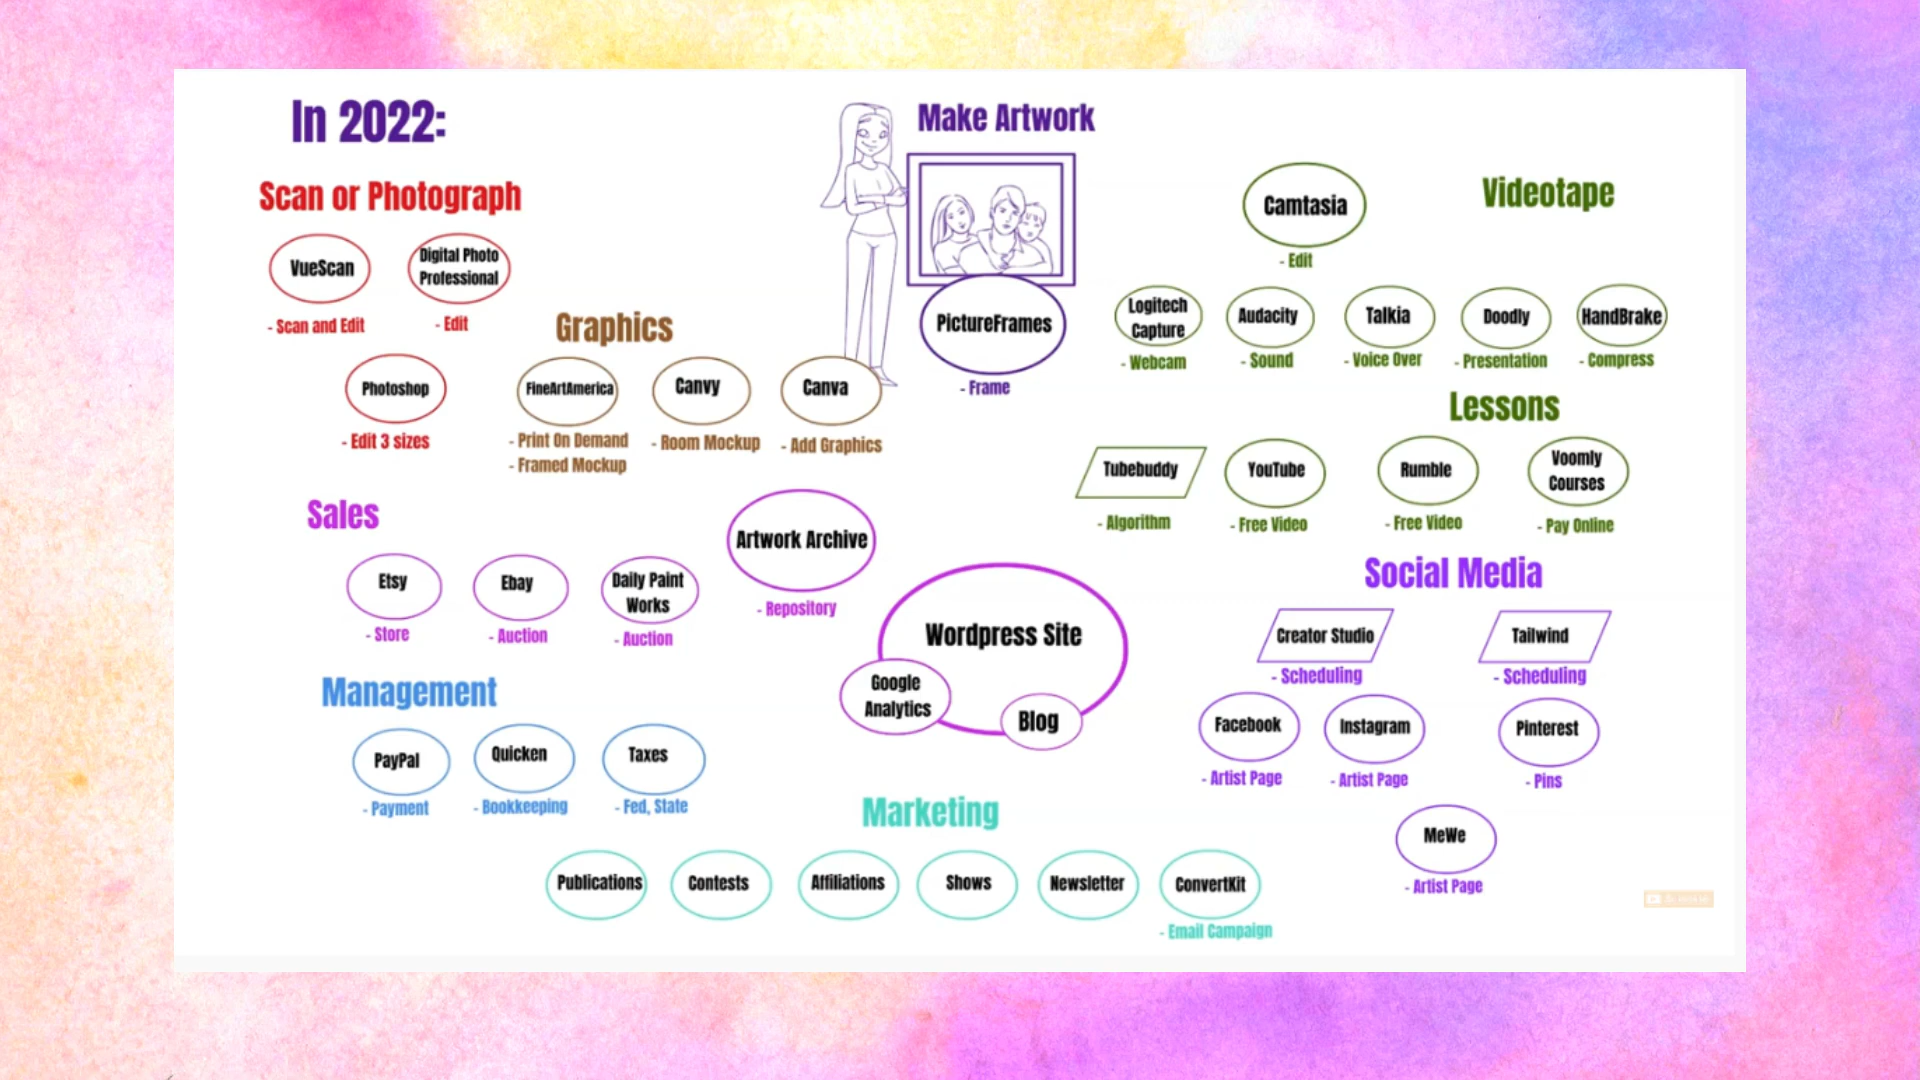 In 2022:
Make Artwork
Scan or Photograph
VueScan
- Scan and Edit
Digital Photo
Professional
- Edit
Photoshop
- Edit 3 sizes
Graphics
FineArtAmerica
- Print On Demand
- Framed Mockup
Canvy
- Room Mockup
Canva
- Add Graphics
PictureFrames
- Frame
Videotape
Camtasia
- Edit
Logitech
Capture
- Webcam
Audacity
- Sound
Talkia
- Voice Over
Doodly
- Presentation
HandBrake
- Compress
Lessons
Tubebuddy
- Algorithm
YouTube
- Free Video
Rumble
- Free Video
Voomly
Courses
- Pay Online
Sales
Etsy
- Store
Ebay
- Auction
Daily Paint
Works
- Auction
Artwork Archive
- Repository
Wordpress Site
Google
Analytics
Blog
Social Media
Creator Studio
- Scheduling
Tailwind
- Scheduling
Facebook
- Artist Page
Instagram
- Artist Page
Pinterest
- Pins
MeWe
- Artist Page
Management
PayPal
- Payment
Quicken
- Bookkeeping
Taxes
- Fed, State
Marketing
Publications
Contests
Affiliations
Shows
Newsletter
ConvertKit
- Email Campaign